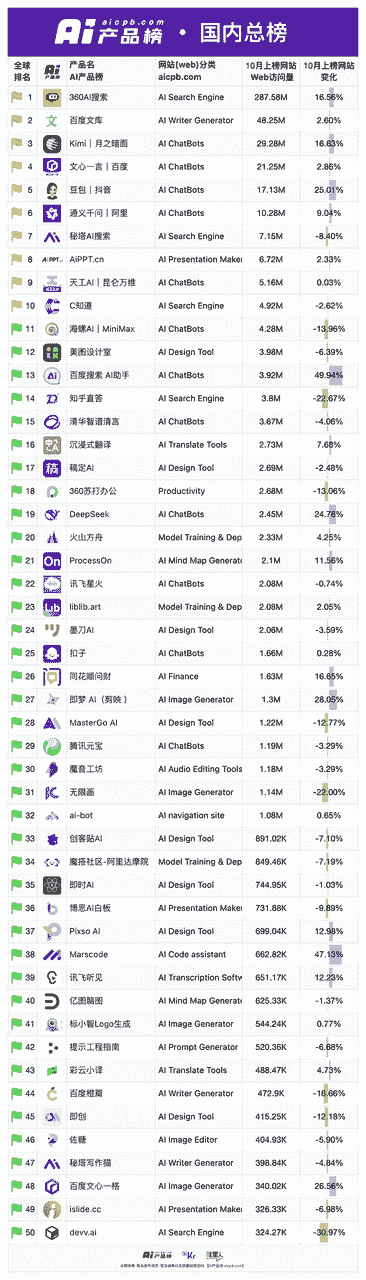 aicpb.com
Ai产品榜 · 国内总榜
全球排名 Ai 产品名 AI产品榜 网站(web)分类 aicpb.com 10月上榜网站 Web访问量 10月上榜网站 变化
1 360AI搜索 AI Search Engine 287.58M 16.56%
2 百度文库 AI Writer Generator 48.25M 2.60%
3 Kimi｜月之暗面 AI ChatBots 29.28M 16.63%
4 文心一言｜百度 AI ChatBots 21.25M 2.86%
5 豆包｜抖音 AI ChatBots 17.13M 25.01%
6 通义千问｜阿里 AI ChatBots 10.28M 9.04%
7 秘塔AI搜索 AI Search Engine 7.15M -8.40%
8 AiPPT.cn AI Presentation Maker 6.72M 2.33%
9 天工AI｜昆仑万维 AI ChatBots 5.16M 0.03%
10 C知道 AI Search Engine 4.92M -2.62%
11 海螺AI｜MiniMax AI ChatBots 4.28M -13.96%
12 美图设计室 AI Design Tool 3.98M -6.39%
13 百度搜索 AI助手 AI ChatBots 3.92M 49.94%
14 知乎直答 AI Search Engine 3.8M -22.67%
15 清华智谱清言 AI ChatBots 3.67M -4.06%
16 沉浸式翻译 AI Translate Tools 2.73M 7.68%
17 稿定AI AI Design Tool 2.69M -2.48%
18 360苏打办公 Productivity 2.68M -13.06%
19 DeepSeek AI ChatBots 2.45M 24.78%
20 火山方舟 Model Training & Dep 2.33M 4.25%
21 ProcessOn AI Mind Map Generato 2.1M 11.56%
22 讯飞星火 AI ChatBots 2.08M -0.74%
23 liblib.art Model Training & Dep 2.08M 2.05%
24 墨刀AI AI Design Tool 2.06M -3.59%
25 扣子 AI ChatBots 1.66M 0.28%
26 同花顺问财 AI Finance 1.63M 16.65%
27 即梦 AI（剪映 ） AI Image Generator 1.3M 28.05%
28 MasterGo AI AI Design Tool 1.22M -12.77%
29 腾讯元宝 AI ChatBots 1.19M -3.29%
30 魔音工坊 AI Audio Editing Tools 1.18M -3.29%
31 无限画 AI Image Generator 1.14M -22.00%
32 ai-bot AI navigation site 1.08M 0.65%
33 创客贴AI AI Design Tool 891.02K -7.10%
34 魔搭社区-阿里达摩院 Model Training & Dep 849.46K -7.19%
35 即时AI AI Design Tool 744.95K -1.03%
36 博思AI白板 AI Presentation Maker 731.88K -9.89%
37 Pixso AI AI Design Tool 699.04K 12.98%
38 Marscode AI Code assistant 662.82K 47.13%
39 讯飞听见 AI Transcription Softw 651.17K 12.23%
40 亿图脑图 AI Mind Map Generato 625.33K -1.37%
41 标小智Logo生成 AI Image Generator 544.24K 0.77%
42 提示工程指南 AI Prompt Generator 520.36K -6.68%
43 彩云小译 AI Translate Tools 488.47K 4.73%
44 百度橙篇 AI Writer Generator 472.9K -16.66%
45 即创 AI Design Tool 415.25K -12.18%
46 佐糖 AI Image Editor 404.93K -5.90%
47 秘塔写作猫 AI Writer Generator 398.84K -4.84%
48 百度文心一格 AI Image Generator 340.02K 26.56%
49 islide.cc AI Presentation Maker 326.33K -6.98%
50 devv.ai AI Search Engine 324.27K -30.97%
Ai产品榜